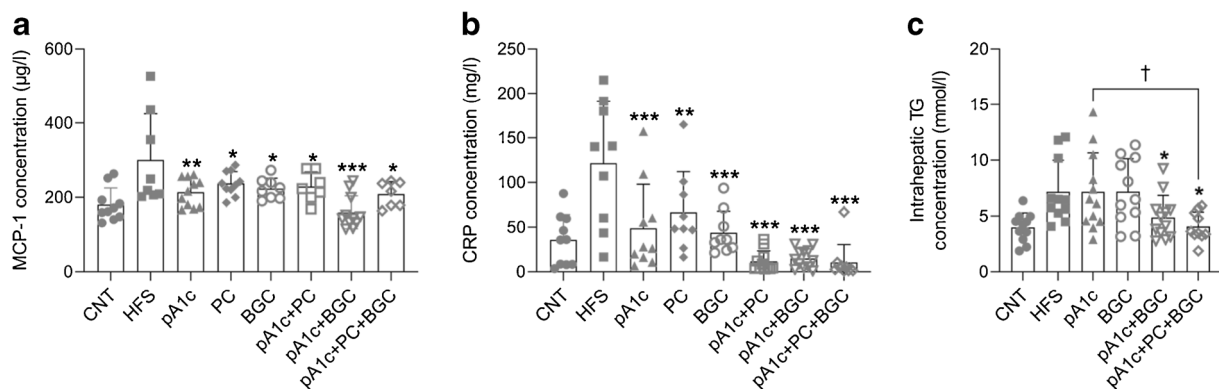 a
MCP-1 concentration (µg/l)
600
400
200
0
**
*
*
*
***
*
CNT
HFS
pA1c
PC
BGC
pA1c+PC
pA1c+BGC
pA1c+PC+BGC
b
CRP concentration (mg/l)
250
200
150
100
50
0
***
**
***
***
***
***
CNT
HFS
pA1c
PC
BGC
pA1c+PC
pA1c+BGC
pA1c+PC+BGC
c
Intrahepatic TG
concentration (mmol/l)
20
15
10
5
0
†
*
*
CNT
HFS
pA1c
BGC
pA1c+BGC
pA1c+PC+BGC